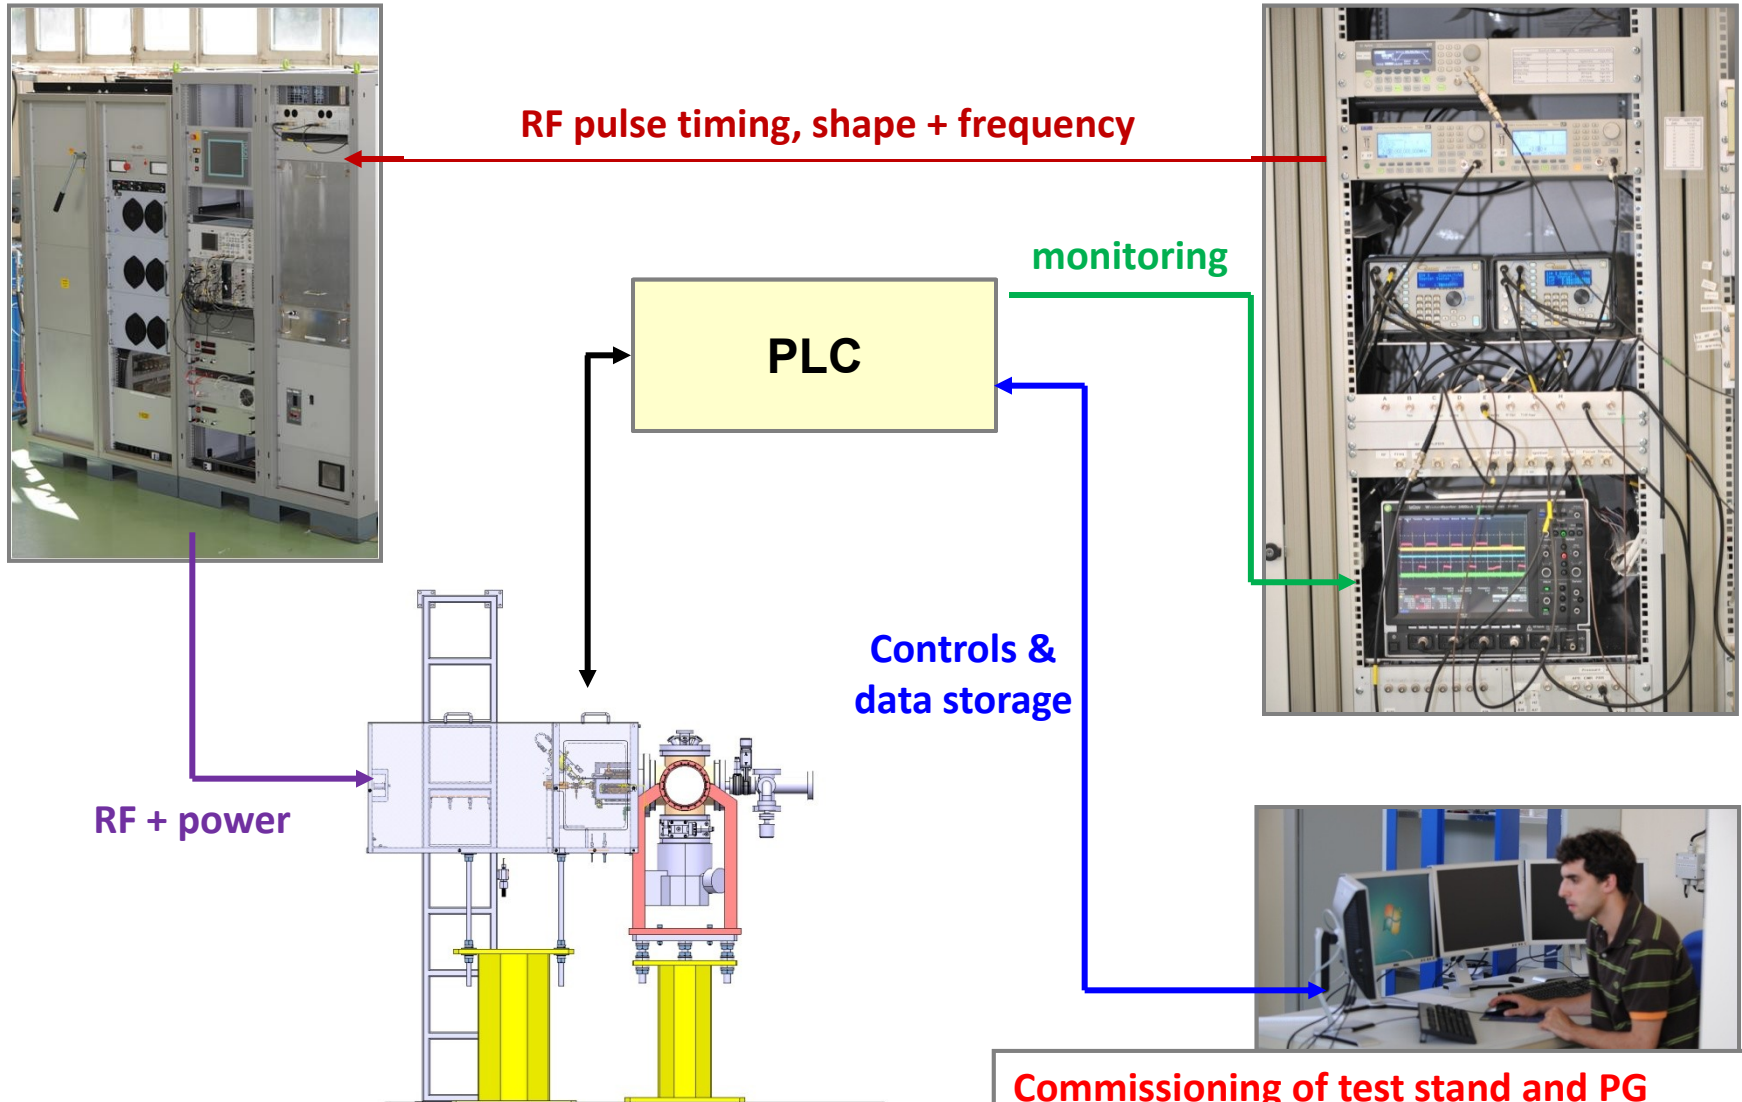 RF pulse timing, shape + frequency
monitoring
PLC
Controls &
data storage
RF + power
Commissioning of test stand and PG